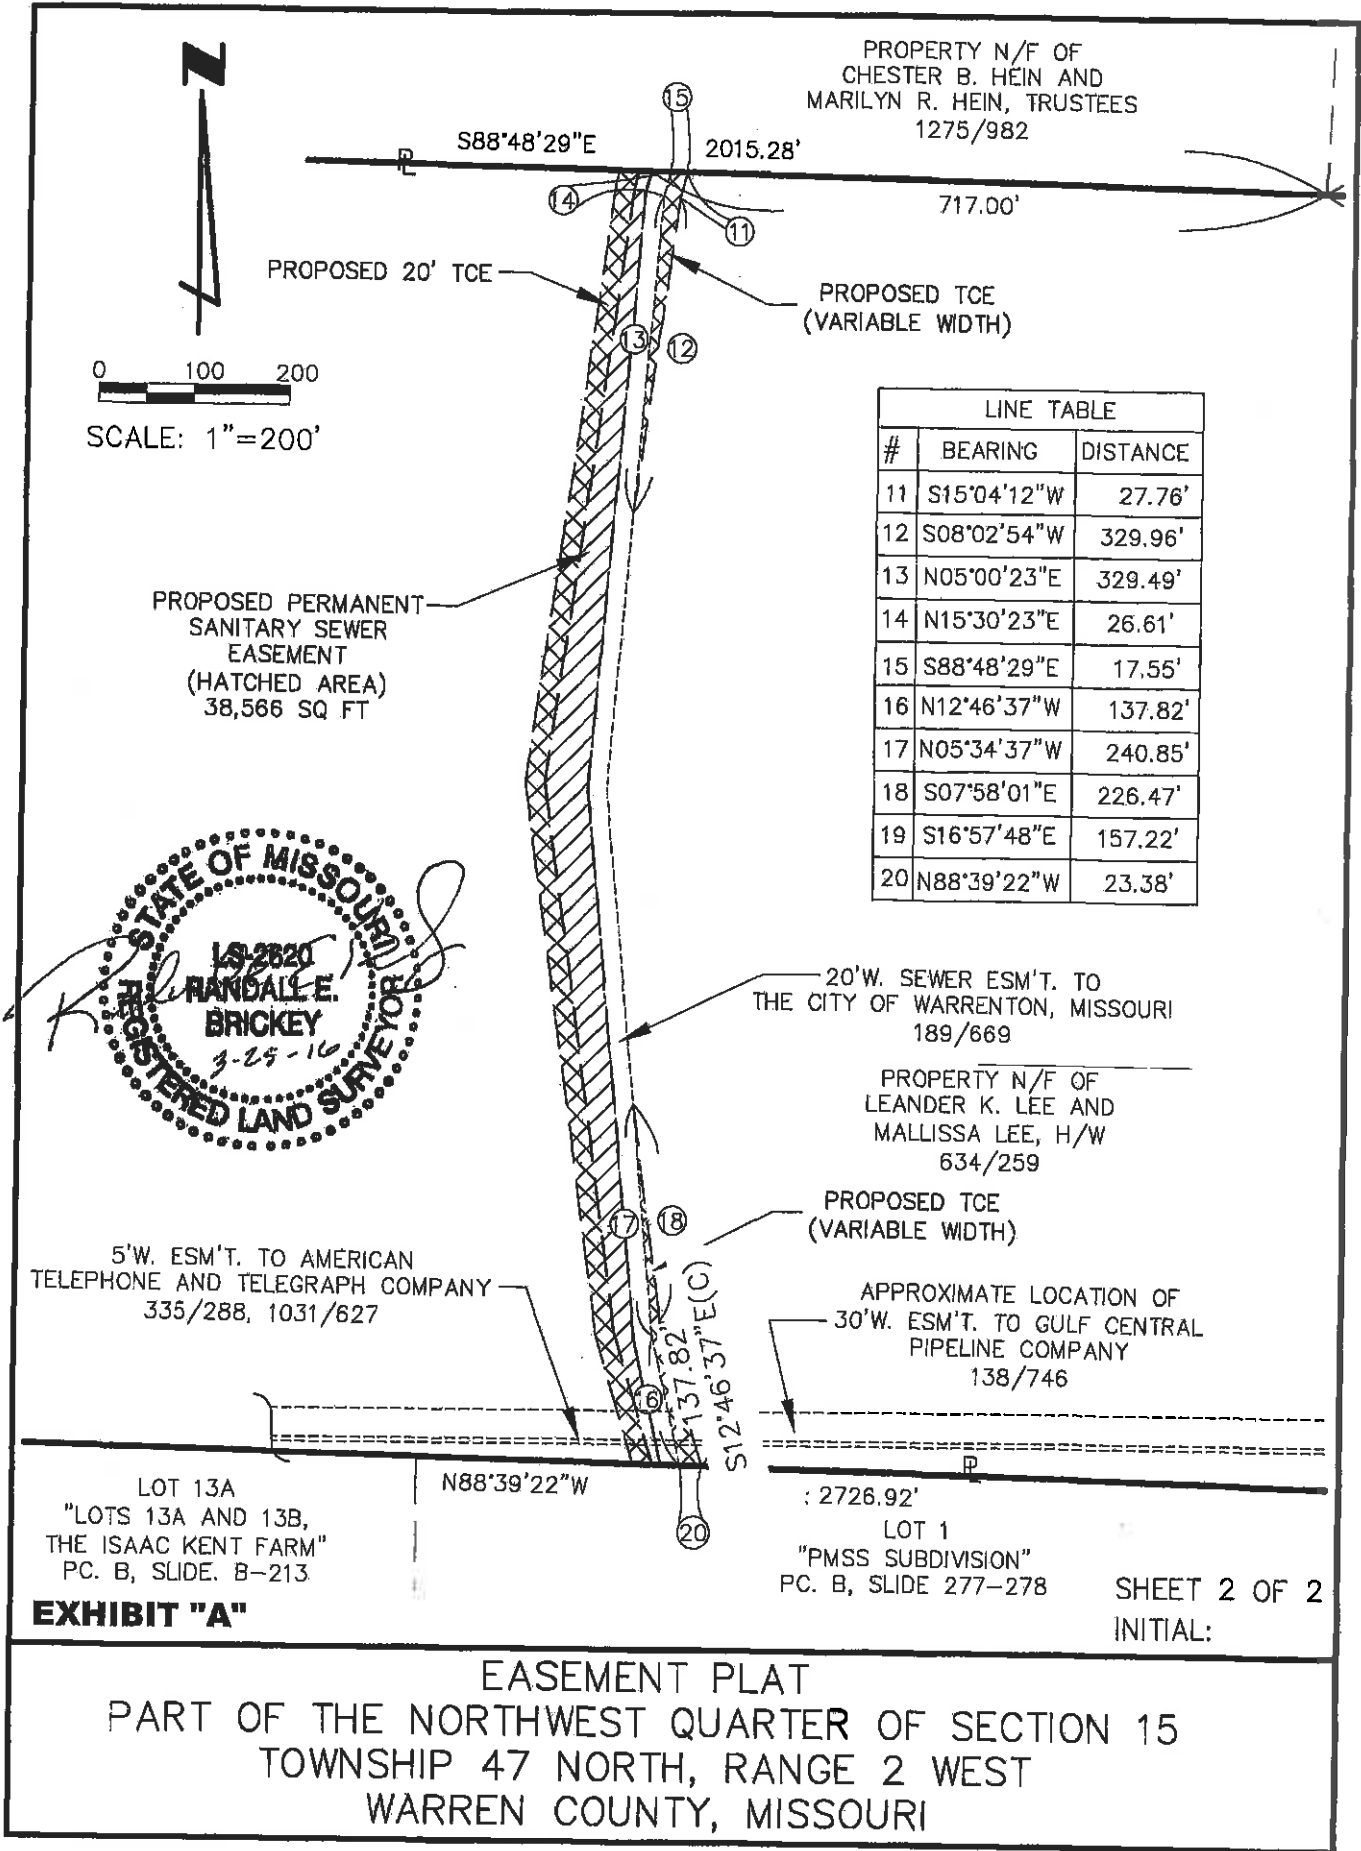 N
PROPERTY N/F OF
CHESTER B. HEIN AND
MARILYN R. HEIN, TRUSTEES
1275/982
15
S88°48'29"E
2015.28'
PL
14
11
717.00'
PROPOSED 20' TCE
PROPOSED TCE
(VARIABLE WIDTH)
13
12
0 100 200
SCALE: 1"=200'
LINE TABLE
# BEARING DISTANCE
11 S15°04'12"W 27.76'
12 S08°02'54"W 329.96'
13 N05°00'23"E 329.49'
14 N15°30'23"E 26.61'
15 S88°48'29"E 17.55'
16 N12°46'37"W 137.82'
17 N05°34'37"W 240.85'
18 S07°58'01"E 226.47'
19 S16°57'48"E 157.22'
20 N88°39'22"W 23.38'
PROPOSED PERMANENT
SANITARY SEWER
EASEMENT
(HATCHED AREA)
38,566 SQ FT
STATE OF MISSOURI
LS-2620
RANDALL E.
BRICKEY
3-25-16
REGISTERED LAND SURVEYOR
20'W. SEWER ESM'T. TO
THE CITY OF WARRENTON, MISSOURI
189/669
PROPERTY N/F OF
LEANDER K. LEE AND
MALLISSA LEE, H/W
634/259
PROPOSED TCE
(VARIABLE WIDTH)
17
18
5'W. ESM'T. TO AMERICAN
TELEPHONE AND TELEGRAPH COMPANY
335/288, 1031/627
137.82'
S12°46'37"E(C)
APPROXIMATE LOCATION OF
30'W. ESM'T. TO GULF CENTRAL
PIPELINE COMPANY
138/746
16
N88°39'22"W
PL
: 2726.92'
20
LOT 13A
"LOTS 13A AND 13B,
THE ISAAC KENT FARM"
PC. B, SLIDE. B-213
LOT 1
"PMSS SUBDIVISION"
PC. B, SLIDE 277-278
SHEET 2 OF 2
INITIAL:
EXHIBIT "A"
EASEMENT PLAT
PART OF THE NORTHWEST QUARTER OF SECTION 15
TOWNSHIP 47 NORTH, RANGE 2 WEST
WARREN COUNTY, MISSOURI